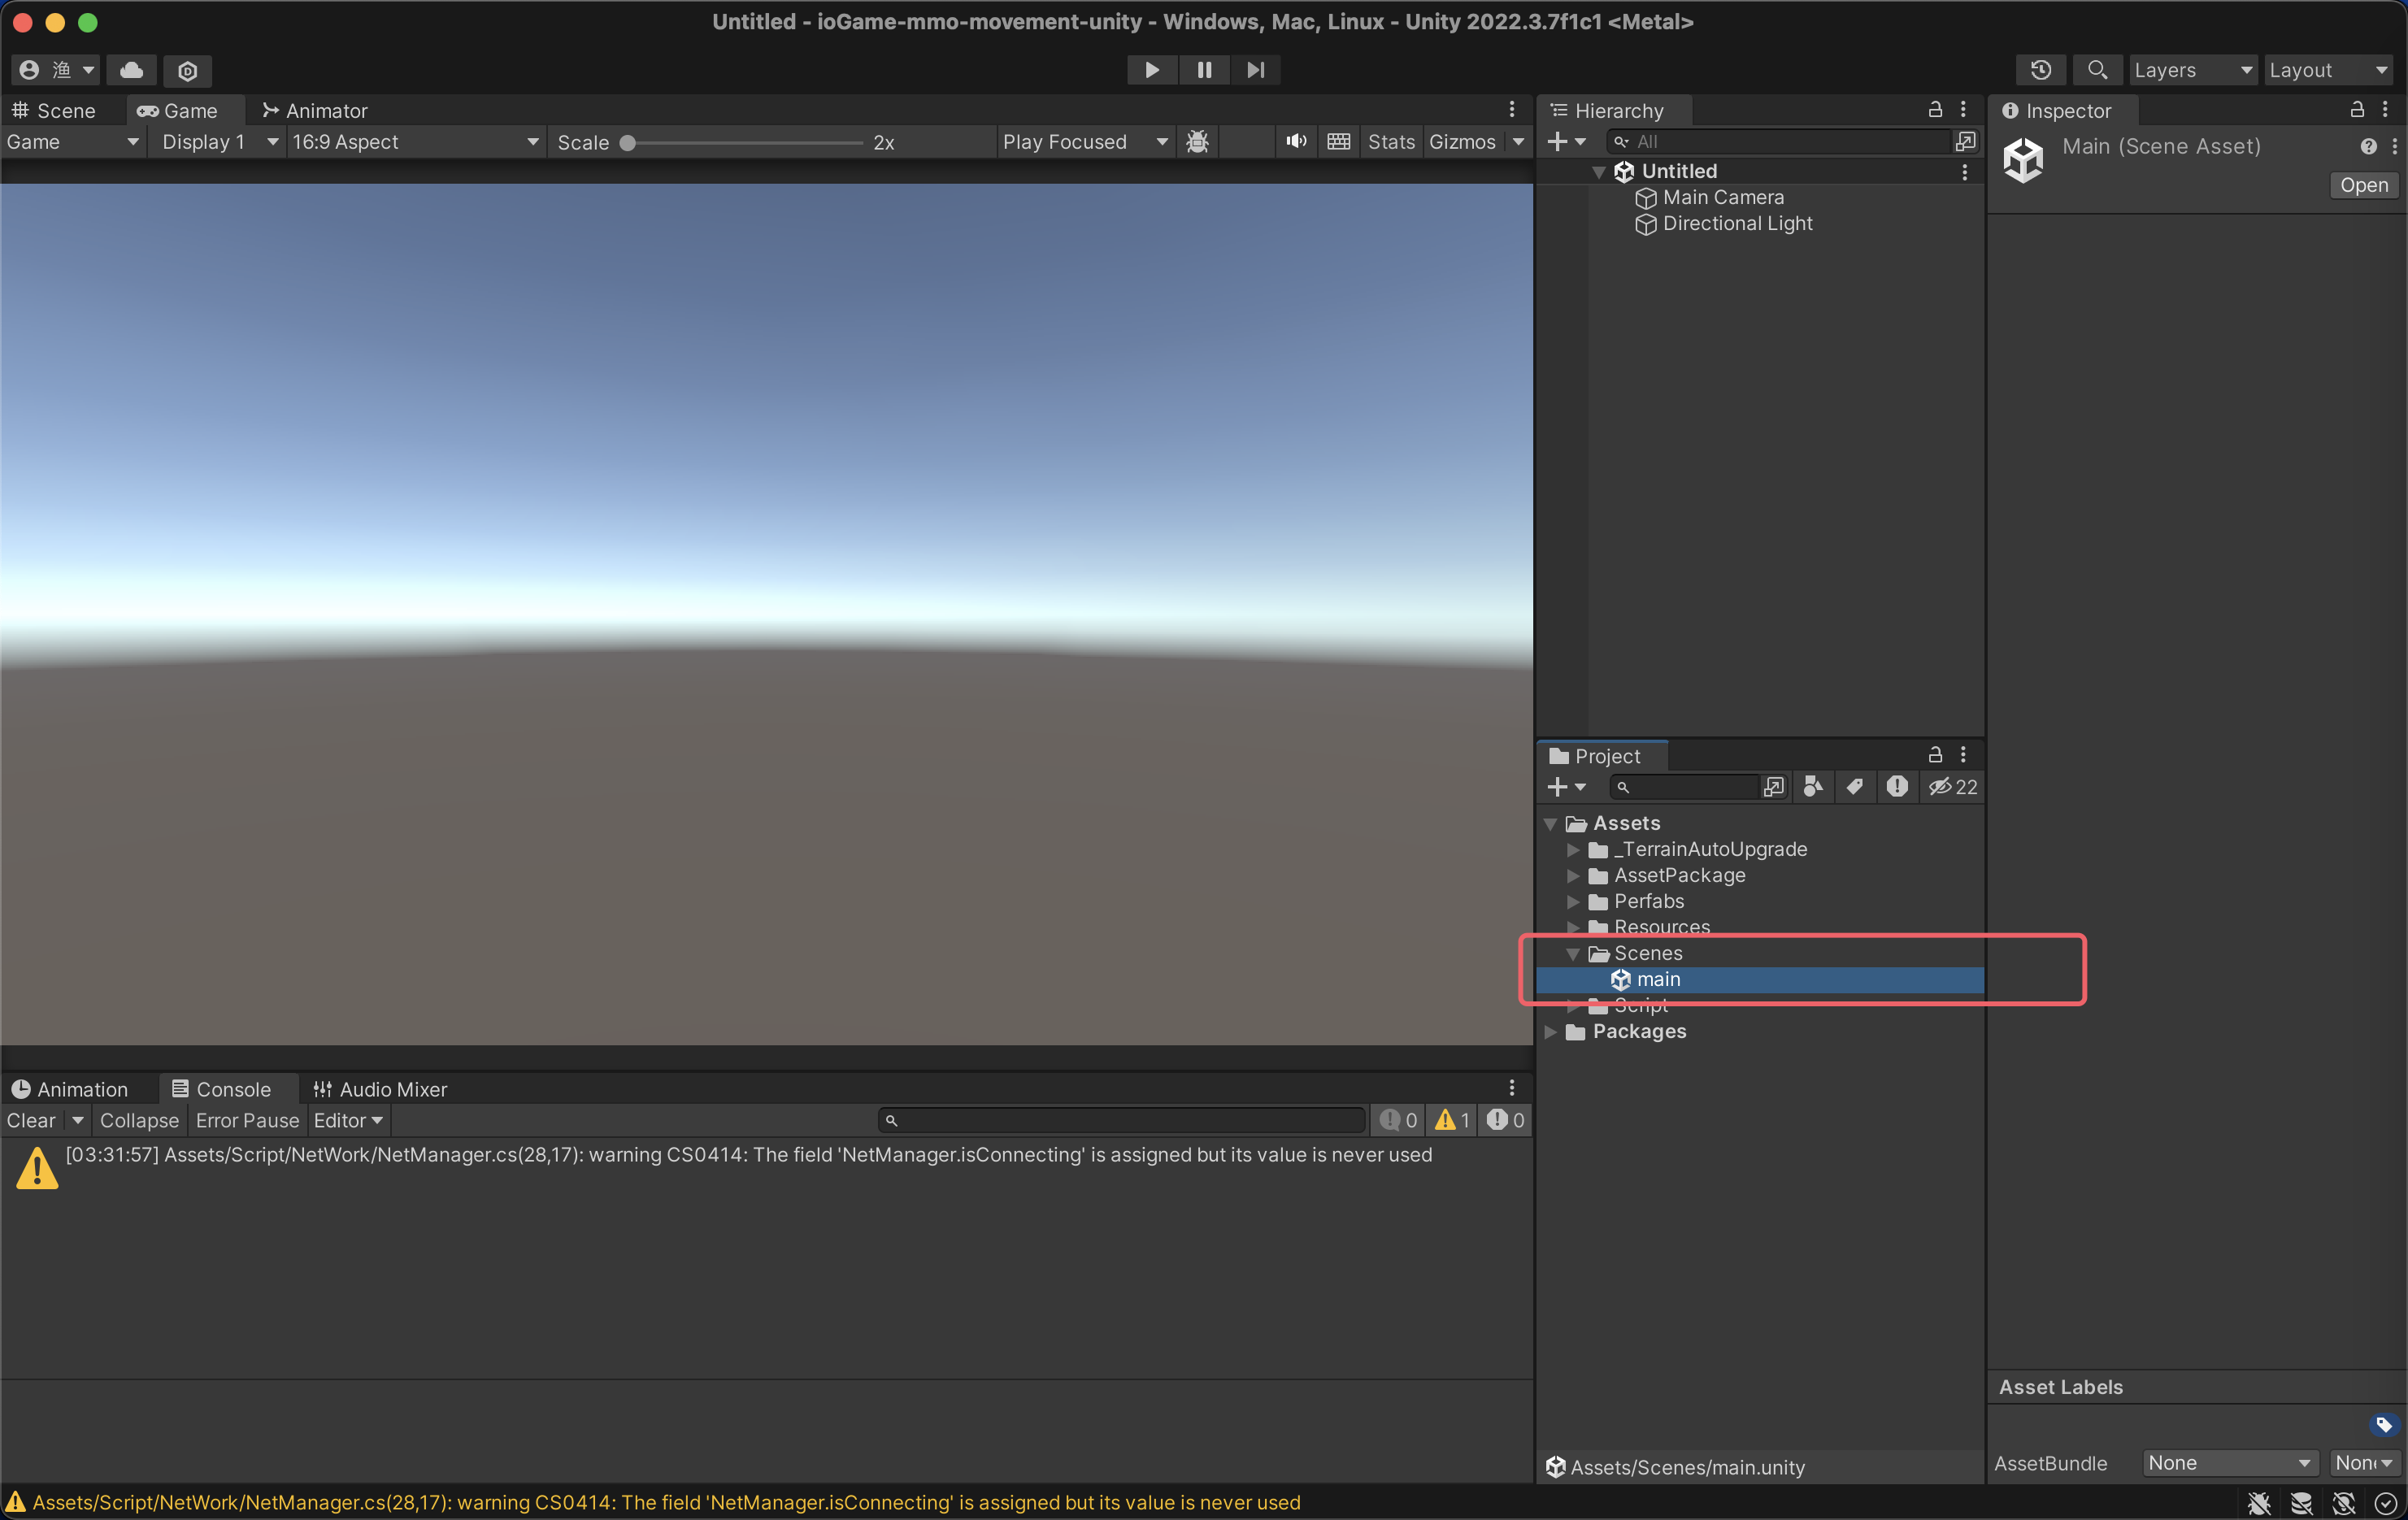 Untitled - ioGame-mmo-movement-unity - Windows, Mac, Linux - Unity 2022.3.7f1c1 <Metal>
渔
Layers
Layout
Scene
Game
Animator
Game
Display 1
16:9 Aspect
Scale
2x
Play Focused
Stats
Gizmos
Hierarchy
All
Untitled
Main Camera
Directional Light
Inspector
Main (Scene Asset)
Open
Project
22
Assets
_TerrainAutoUpgrade
AssetPackage
Perfabs
Resources
Scenes
main
Script
Packages
Assets/Scenes/main.unity
Animation
Console
Audio Mixer
Clear
Collapse
Error Pause
Editor
0
1
0
[03:31:57] Assets/Script/NetWork/NetManager.cs(28,17): warning CS0414: The field 'NetManager.isConnecting' is assigned but its value is never used
Asset Labels
AssetBundle
None
Non
Assets/Script/NetWork/NetManager.cs(28,17): warning CS0414: The field 'NetManager.isConnecting' is assigned but its value is never used